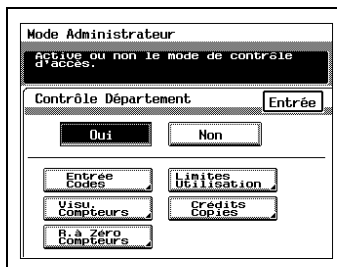 Mode Administrateur
Active ou non le mode de contrôle
d'accès.
Contrôle Département
Entrée
Oui
Non
Entrée
Codes
Limites
Utilisation
Visu.
Compteurs
Crédits
Copies
R.à Zéro
Compteurs